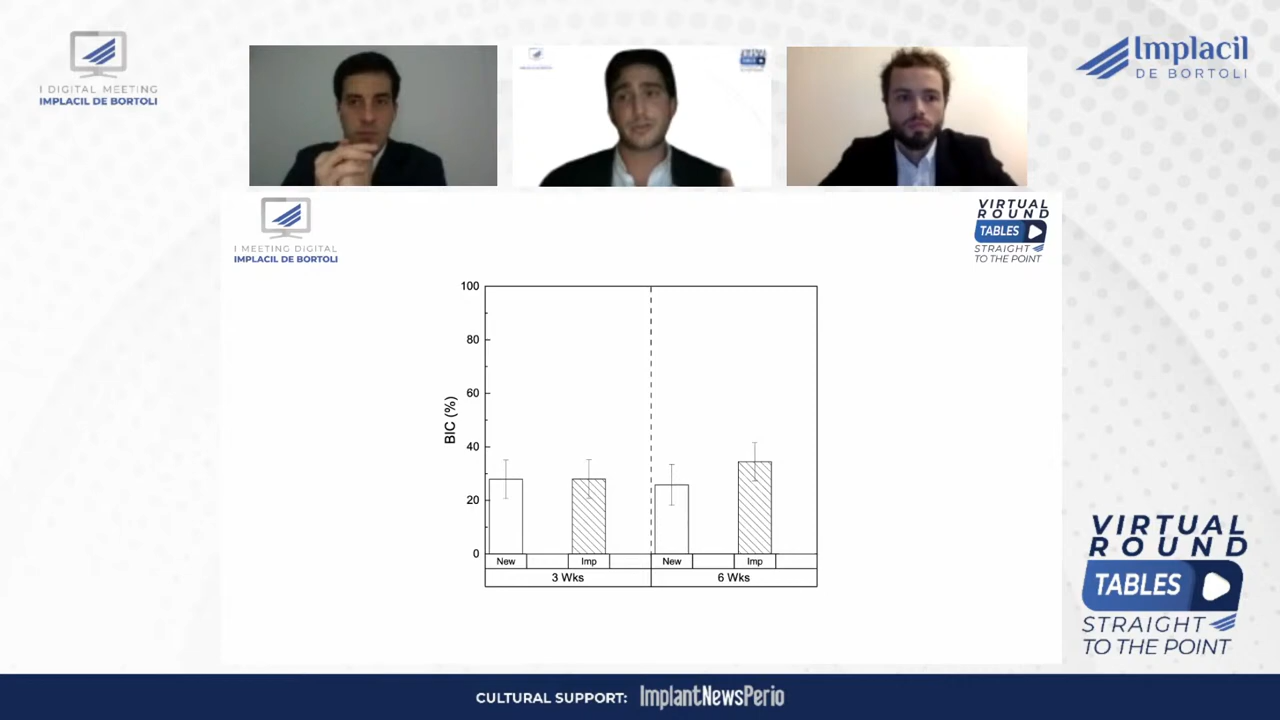 I DIGITAL MEETING
IMPLACIL DE BORTOLI
Implacil
DE BORTOLI
I MEETING DIGITAL
IMPLACIL DE BORTOLI
VIRTUAL
ROUND
TABLES
STRAIGHT
TO THE POINT
BIC (%)
100
80
60
40
20
0
New
Imp
New
Imp
3 Wks
6 Wks
VIRTUAL
ROUND
TABLES
STRAIGHT
TO THE POINT
CULTURAL SUPPORT: ImplantNewsPerio